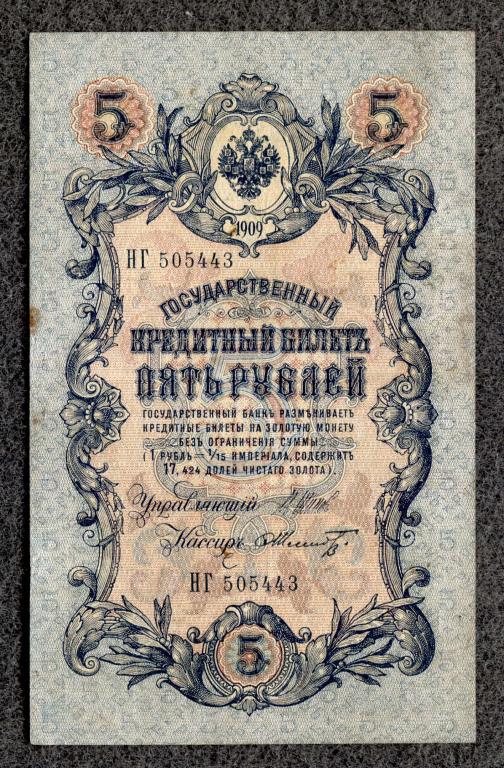 5 5
1909
НГ 505443
ГОСУДАРСТВЕННЫЙ
КРЕДИТНЫЙ БИЛЕТЪ
ПЯТЬ РУБЛЕЙ
ГОСУДАРСТВЕННЫЙ БАНКЪ РАЗМѢНИВАЕТЪ
КРЕДИТНЫЕ БИЛЕТЫ НА ЗОЛОТУЮ МОНЕТУ
БЕЗЪ ОГРАНИЧЕНІЯ СУММЫ
(1 РУБЛЬ = 1/15 ИМПЕРІАЛА, СОДЕРЖИТЪ
17,424 ДОЛЕЙ ЧИСТАГО ЗОЛОТА).
Управляющій
Кассиръ
НГ 505443
5